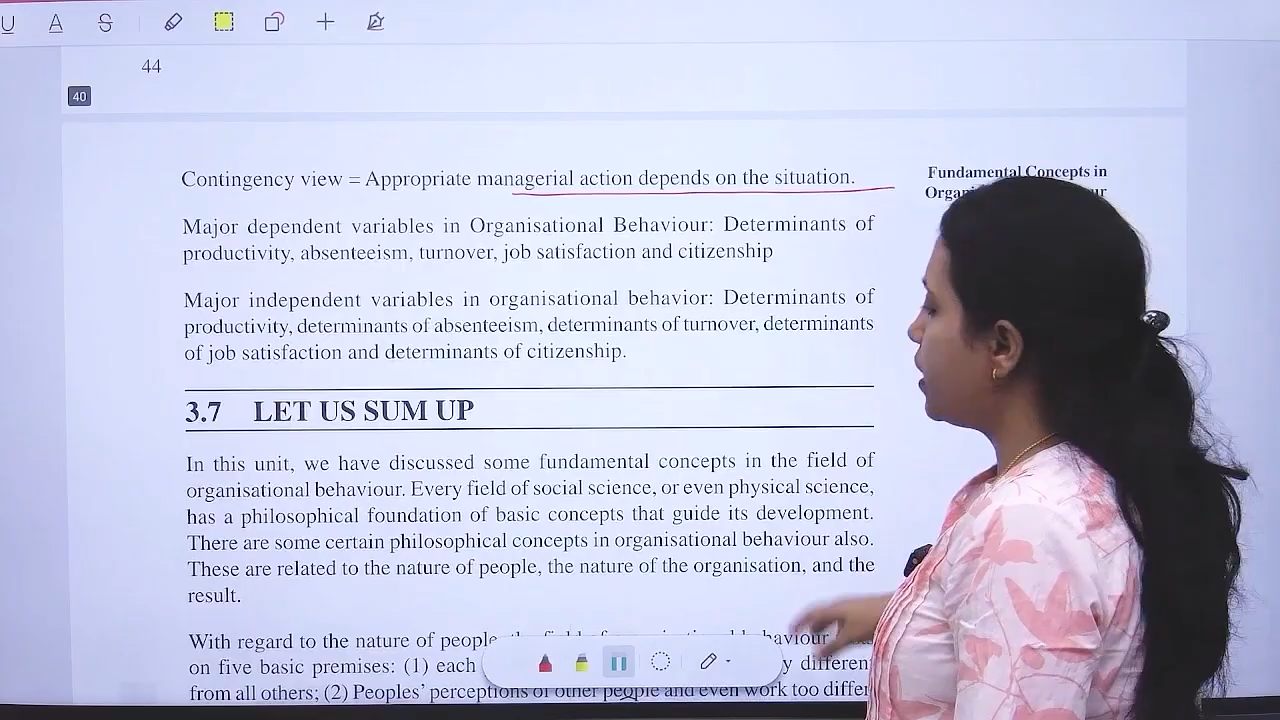 U A S
44
40
Contingency view = Appropriate managerial action depends on the situation.
Fundamental Concepts in
Major dependent variables in Organisational Behaviour: Determinants of
productivity, absenteeism, turnover, job satisfaction and citizenship
Major independent variables in organisational behavior: Determinants of
productivity, determinants of absenteeism, determinants of turnover, determinants
of job satisfaction and determinants of citizenship.
3.7 LET US SUM UP
In this unit, we have discussed some fundamental concepts in the field of
organisational behaviour. Every field of social science, or even physical science,
has a philosophical foundation of basic concepts that guide its development.
There are some certain philosophical concepts in organisational behaviour also.
These are related to the nature of people, the nature of the organisation, and the
result.
With regard to the nature of people
on five basic premises: (1) each
from all others; (2) Peoples' perceptions of other people and even work too